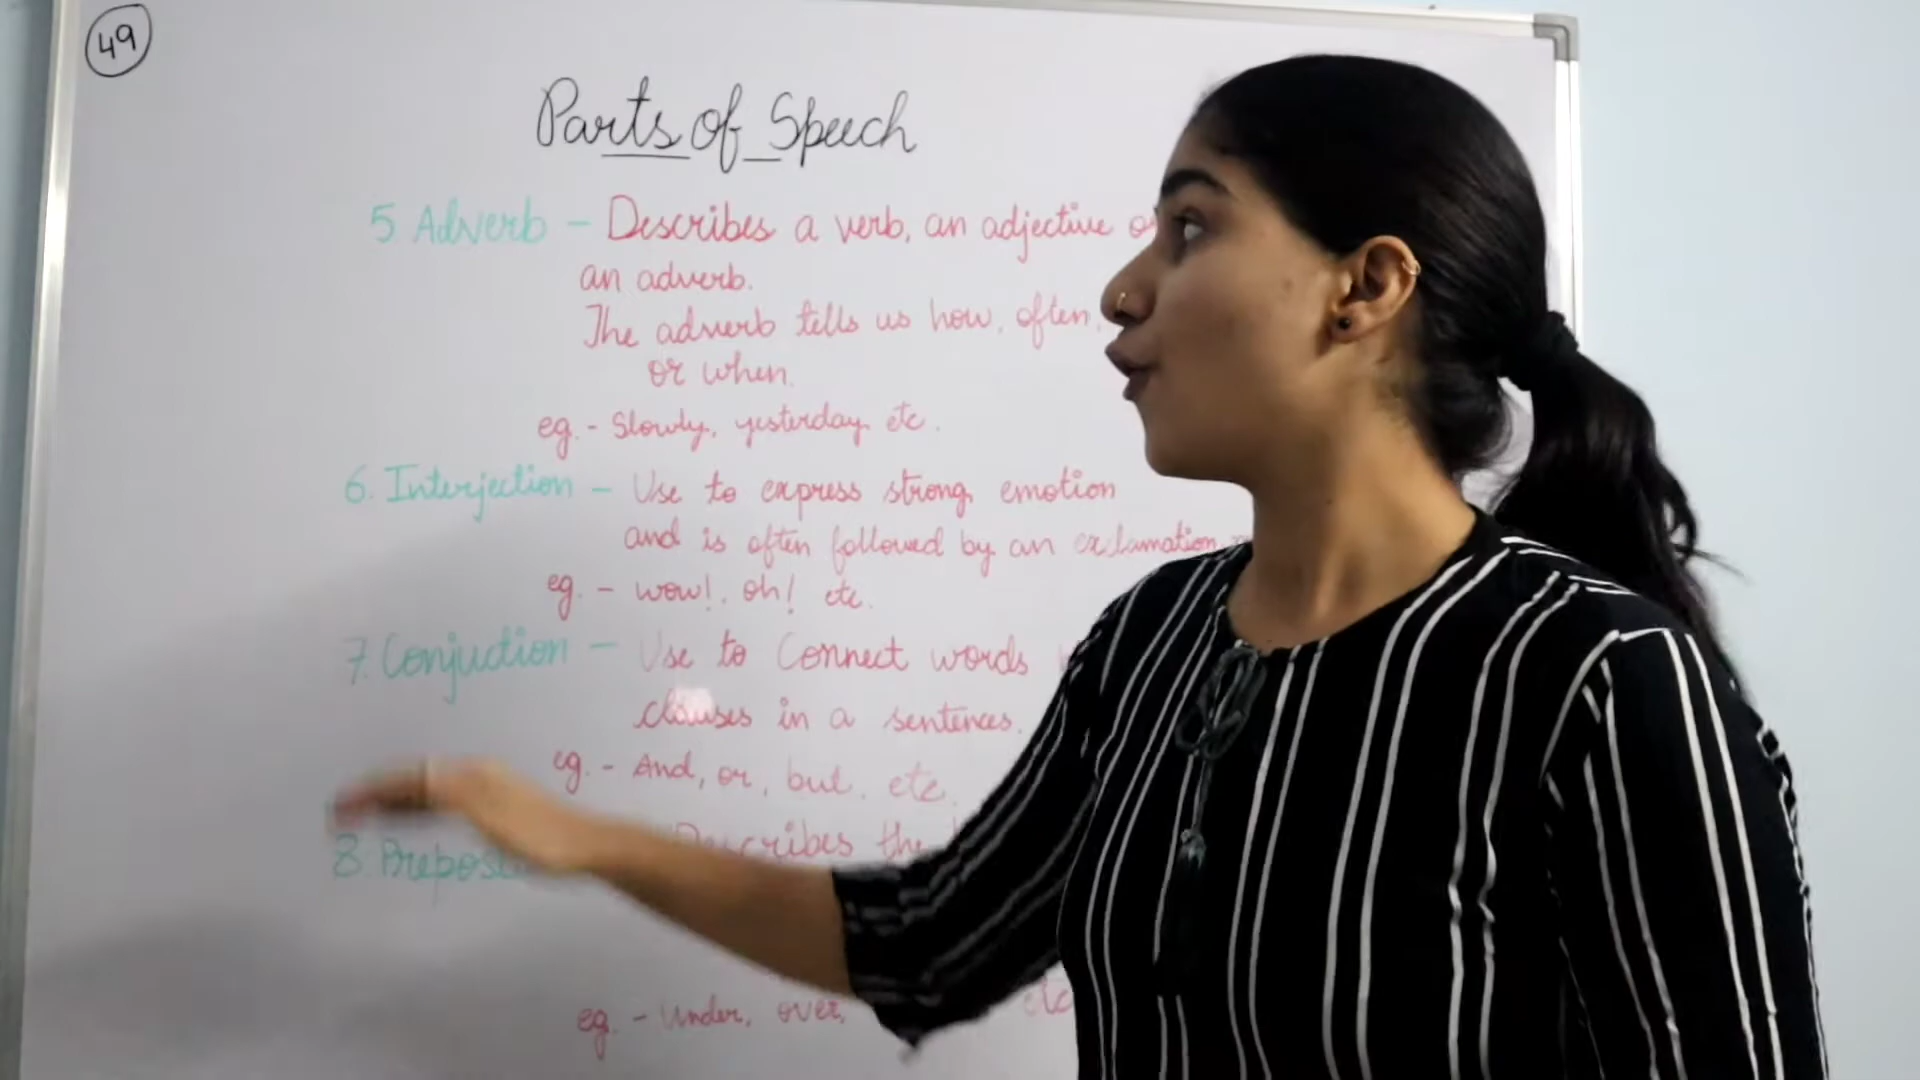 49
Parts of Speech
5 Adverb - Describes a verb, an adjective or
an adverb.
The adverb tells us how, often,
or when.
eg. - Slowly, yesterday etc.
6. Interjection - Use to express strong emotion
and is often followed by an exclamation
eg. - wow!, oh! etc.
7. Conjuction - Use to Connect words
clauses in a sentences.
eg. - And, or, but, etc.
8. Describes the
eg. - Under, over, etc